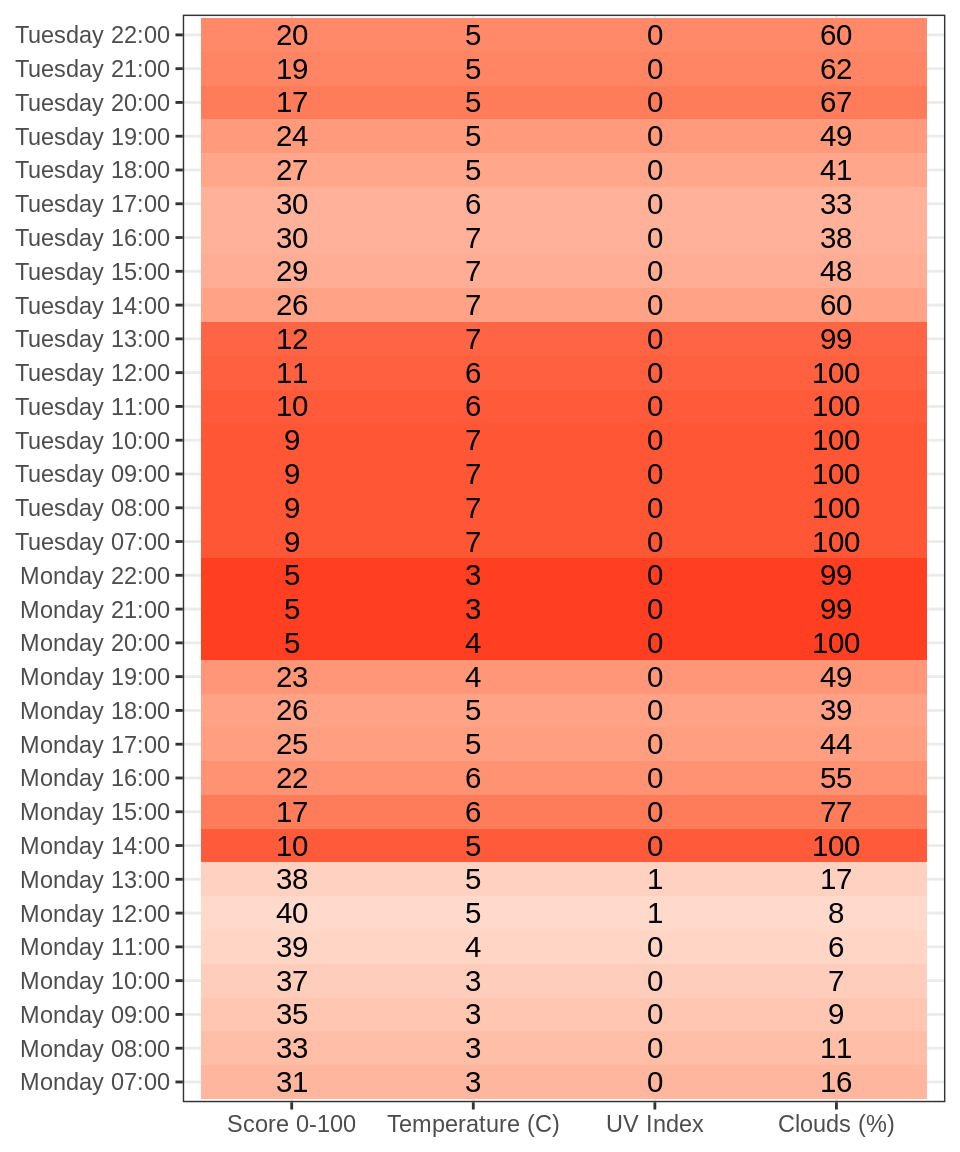 Tuesday 22:00 20 5 0 60
Tuesday 21:00 19 5 0 62
Tuesday 20:00 17 5 0 67
Tuesday 19:00 24 5 0 49
Tuesday 18:00 27 5 0 41
Tuesday 17:00 30 6 0 33
Tuesday 16:00 30 7 0 38
Tuesday 15:00 29 7 0 48
Tuesday 14:00 26 7 0 60
Tuesday 13:00 12 7 0 99
Tuesday 12:00 11 6 0 100
Tuesday 11:00 10 6 0 100
Tuesday 10:00 9 7 0 100
Tuesday 09:00 9 7 0 100
Tuesday 08:00 9 7 0 100
Tuesday 07:00 9 7 0 100
Monday 22:00 5 3 0 99
Monday 21:00 5 3 0 99
Monday 20:00 5 4 0 100
Monday 19:00 23 4 0 49
Monday 18:00 26 5 0 39
Monday 17:00 25 5 0 44
Monday 16:00 22 6 0 55
Monday 15:00 17 6 0 77
Monday 14:00 10 5 0 100
Monday 13:00 38 5 1 17
Monday 12:00 40 5 1 8
Monday 11:00 39 4 0 6
Monday 10:00 37 3 0 7
Monday 09:00 35 3 0 9
Monday 08:00 33 3 0 11
Monday 07:00 31 3 0 16
Score 0-100 Temperature (C) UV Index Clouds (%)